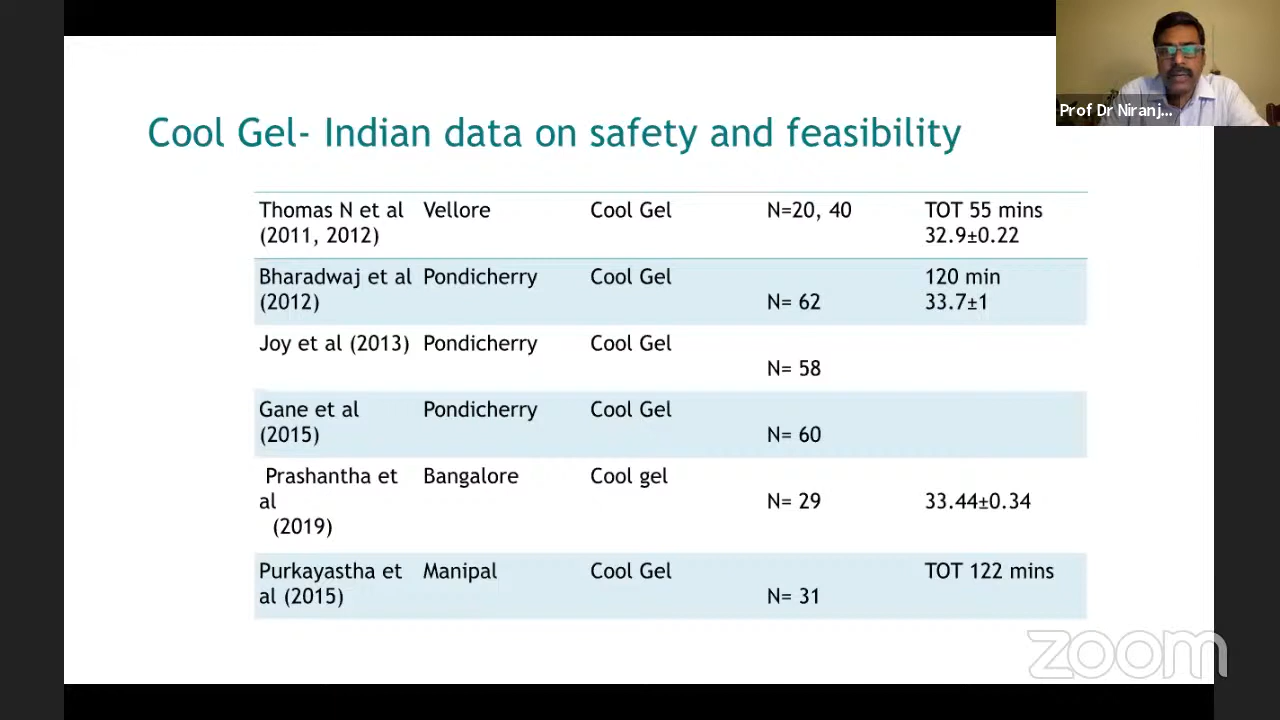 Prof Dr Niranj...
Cool Gel- Indian data on safety and feasibility
Thomas N et al Vellore Cool Gel N=20, 40 TOT 55 mins
(2011, 2012) 32.9±0.22
Bharadwaj et al Pondicherry Cool Gel 120 min
(2012) N= 62 33.7±1
Joy et al (2013) Pondicherry Cool Gel
N= 58
Gane et al Pondicherry Cool Gel
(2015) N= 60
Prashantha et Bangalore Cool gel
al N= 29 33.44±0.34
(2019)
Purkayastha et Manipal Cool Gel TOT 122 mins
al (2015) N= 31
zoom